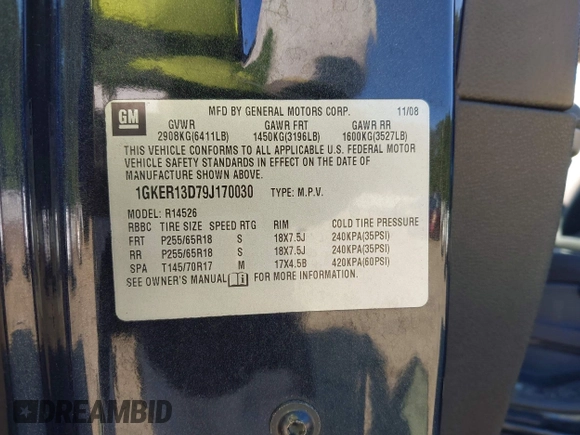 GM
MFD BY GENERAL MOTORS CORP. 11/08
GVWR GAWR FRT GAWR RR
2908KG(6411LB) 1450KG(3196LB) 1600KG(3527LB)
THIS VEHICLE CONFORMS TO
ALL APPLICABLE U.S. FEDERAL MOTOR
VEHICLE SAFETY STANDARDS IN EFFECT ON THE DATE OF
MANUFACTURE SHOWN ABOVE.
1GKER13D79J170030 TYPE: M.P.V.
MODEL: R14526
RBBC TIRE SIZE SPEED RTG RIM COLD TIRE PRESSURE
FRT P255/65R18 S 18X7.5J 240KPA(35PSI)
RR P255/65R18 S 18X7.5J 240KPA(35PSI)
SPA T145/70R17 M 17X4.5B 420KPA(60PSI)
SEE OWNER'S MANUAL FOR MORE INFORMATION.
DREAMBID